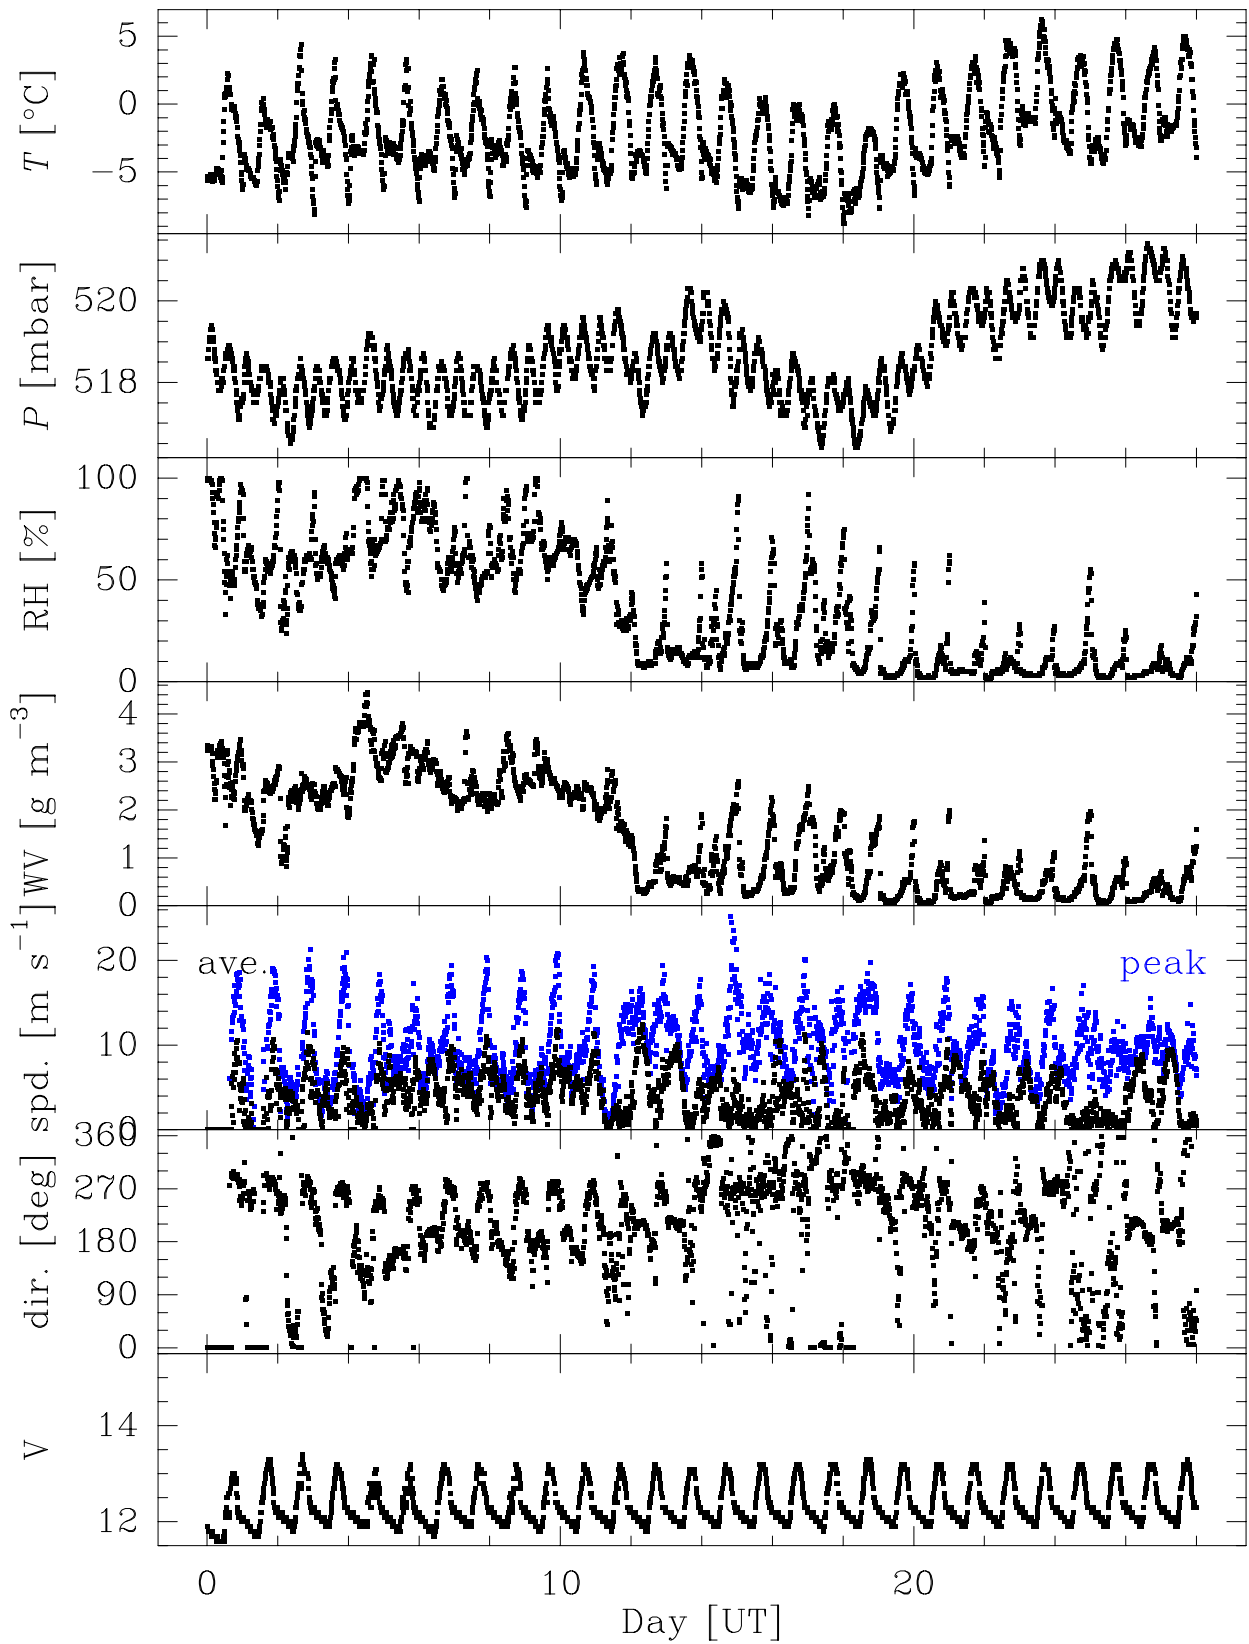 5
0
−5
T [°C]
520
518
P [mbar]
100
50
0
RH [%]
4
3
2
1
0
WV [g m⁻³]
ave.
peak
20
10
0
spd. [m s⁻¹]
360
270
180
90
0
dir. [deg]
14
12
V
0 10 20
Day [UT]